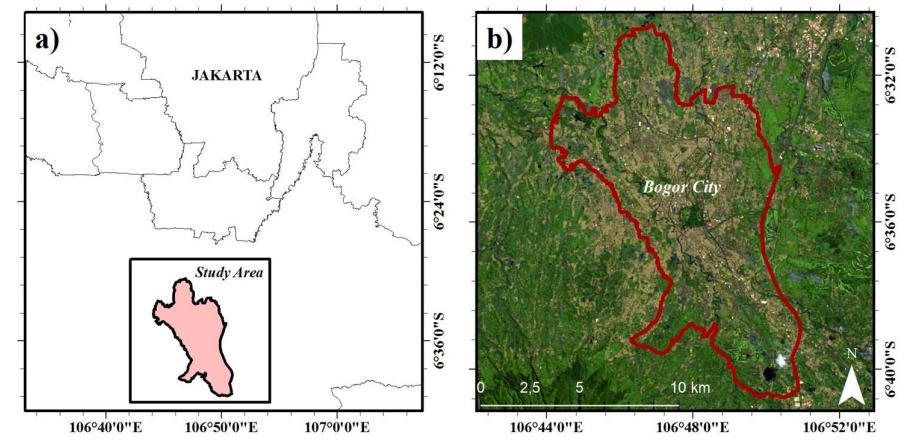 a)
JAKARTA
Study Area
6°12'0"S
6°24'0"S
6°36'0"S
106°40'0"E
106°50'0"E
107°0'0"E
b)
Bogor City
N
0 2,5 5 10 km
6°32'0"S
6°36'0"S
6°40'0"S
106°44'0"E
106°48'0"E
106°52'0"E